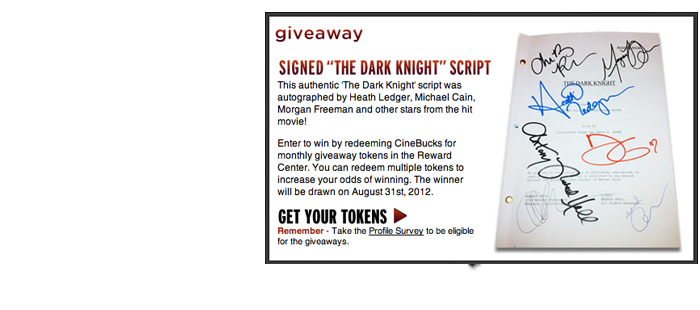 giveaway
SIGNED “THE DARK KNIGHT” SCRIPT
This authentic 'The Dark Knight' script was
autographed by Heath Ledger, Michael Cain,
Morgan Freeman and other stars from the hit
movie!
Enter to win by redeeming CineBucks for
monthly giveaway tokens in the Reward
Center. You can redeem multiple tokens to
increase your odds of winning. The winner
will be drawn on August 31st, 2012.
GET YOUR TOKENS
Remember - Take the Profile Survey to be eligible
for the giveaways.
THE DARK KNIGHT
Heath Ledger